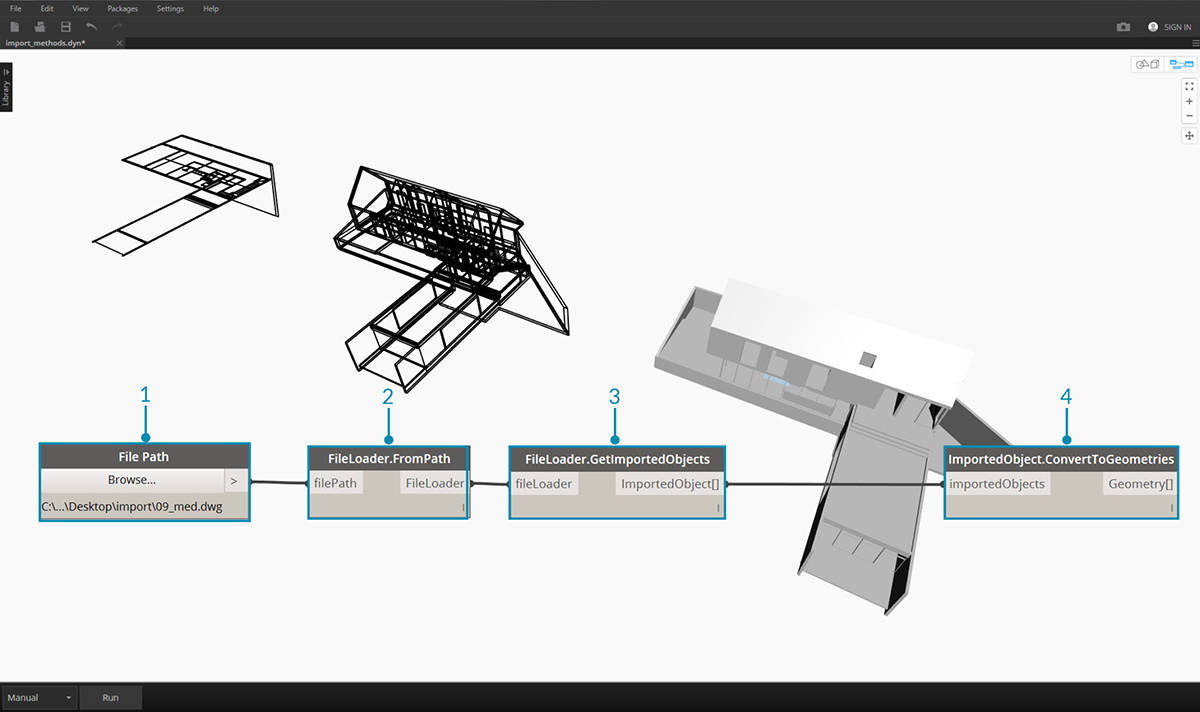 File Edit View Packages Settings Help
SIGN IN
import_methods.dyn*
Library
1
2
3
4
File Path
Browse...
>
C:\...\Desktop\import\09_med.dwg
FileLoader.FromPath
filePath FileLoader
FileLoader.GetImportedObjects
fileLoader ImportedObject[]
ImportedObject.ConvertToGeometries
importedObjects Geometry[]
Manual Run